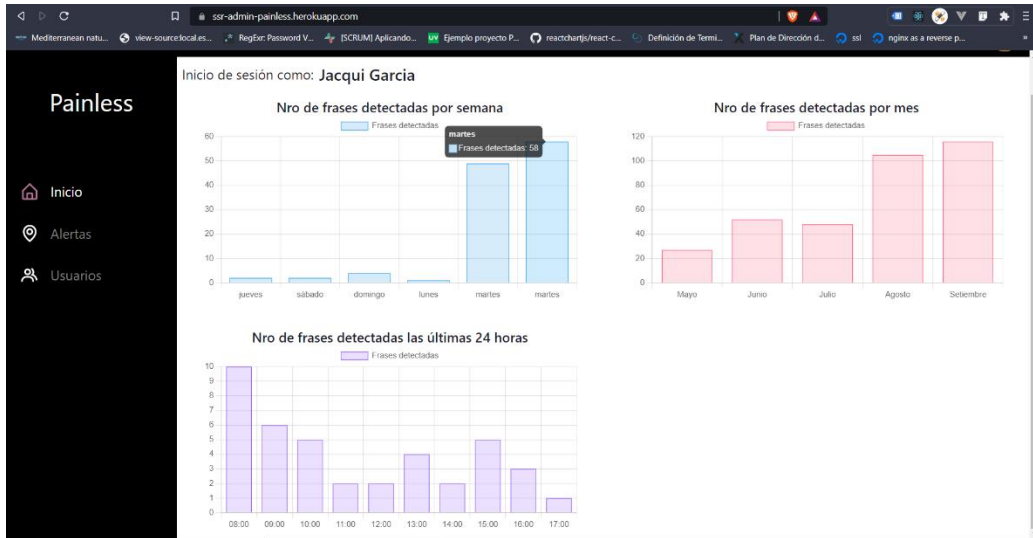 ssr-admin-painless.herokuapp.com
Mediterranean natu... view-source:local.es... RegExr: Password V... [SCRUM] Aplicando... Ejemplo proyecto P... reactchartjs/react-c... Definición de Termi... Plan de Dirección d... ssl nginx as a reverse p...
Painless
Inicio
Alertas
Usuarios
Inicio de sesión como: Jacqui Garcia
Nro de frases detectadas por semana
Frases detectadas
martes
Frases detectadas: 58
60
50
40
30
20
10
0
jueves sábado domingo lunes martes martes
Nro de frases detectadas por mes
Frases detectadas
120
100
80
60
40
20
0
Mayo Junio Julio Agosto Setiembre
Nro de frases detectadas las últimas 24 horas
Frases detectadas
10
9
8
7
6
5
4
3
2
1
0
08:00 09:00 10:00 11:00 12:00 13:00 14:00 15:00 16:00 17:00